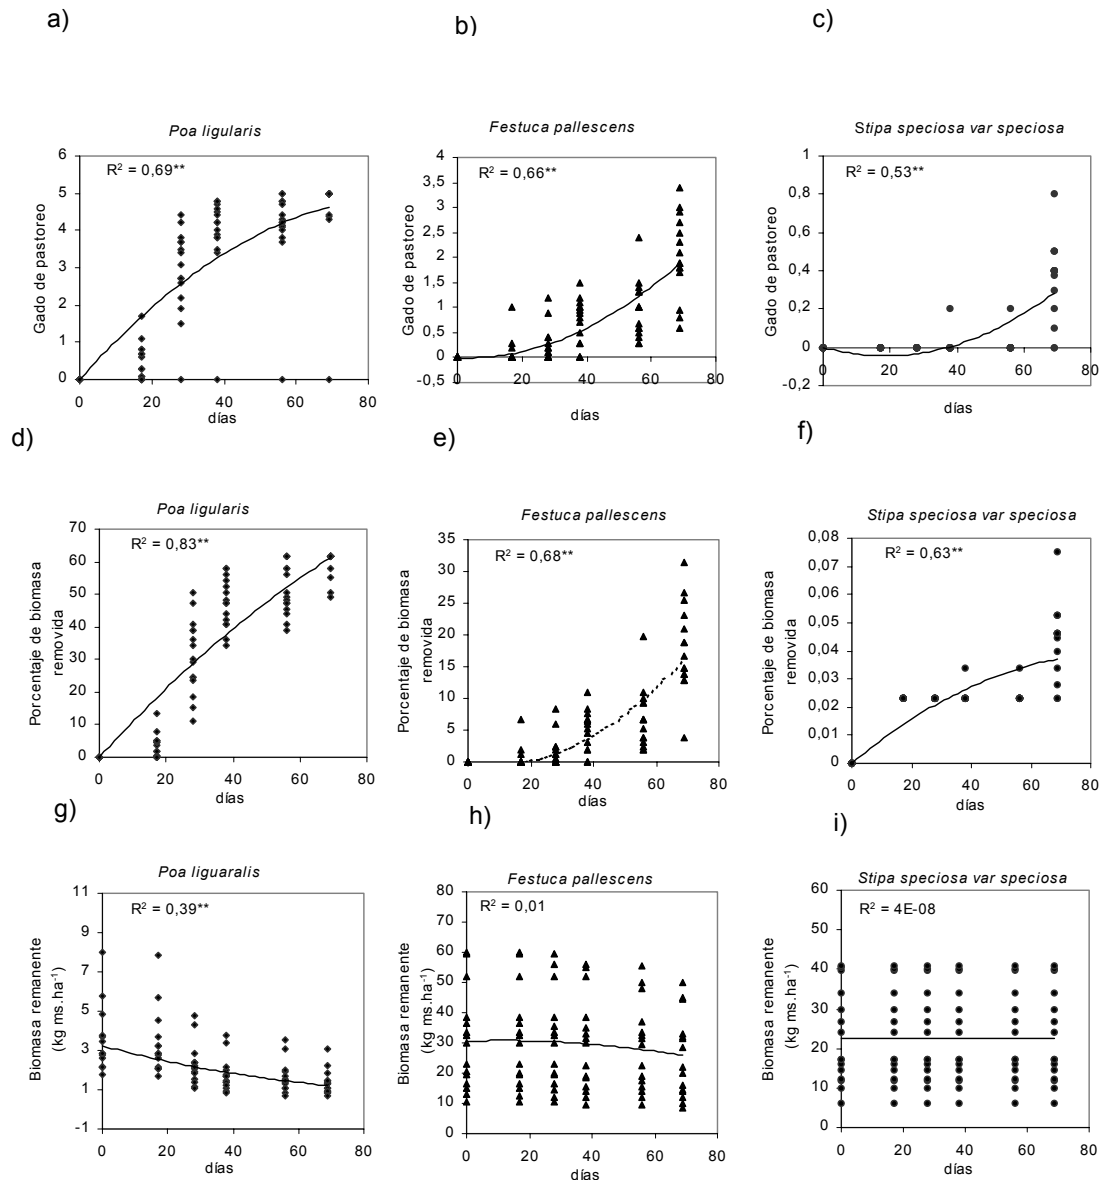 a)
b)
c)
Poa ligularis
Festuca pallescens
Stipa speciosa var speciosa
R² = 0,69**
R² = 0,66**
R² = 0,53**
Gado de pastoreo
6
5
4
3
2
1
0
0 20 40 60 80
días
Gado de pastoreo
4
3,5
3
2,5
2
1,5
1
0,5
0
-0,5
0 20 40 60 80
días
Gado de pastoreo
1
0,8
0,6
0,4
0,2
0
-0,2
0 20 40 60 80
días
d)
e)
f)
Poa ligularis
Festuca pallescens
Stipa speciosa var speciosa
R² = 0,83**
R² = 0,68**
R² = 0,63**
Porcentaje de biomasa
removida
70
60
50
40
30
20
10
0
0 20 40 60 80
días
Porcentaje de biomasa
removida
35
30
25
20
15
10
5
0
0 20 40 60 80
días
Porcentaje de biomasa
removida
0,08
0,07
0,06
0,05
0,04
0,03
0,02
0,01
0
0 20 40 60 80
días
g)
h)
i)
Poa liguaralis
Festuca pallescens
Stipa speciosa var speciosa
R² = 0,39**
R² = 0,01
R² = 4E-08
Biomasa remanente
(kg ms.ha⁻¹)
11
9
7
5
3
1
-1
0 20 40 60 80
días
Biomasa remanente
(kg ms.ha⁻¹)
80
70
60
50
40
30
20
10
0
0 20 40 60 80
días
Biomasa remanente
(kg ms.ha⁻¹)
60
50
40
30
20
10
0
0 20 40 60 80
días